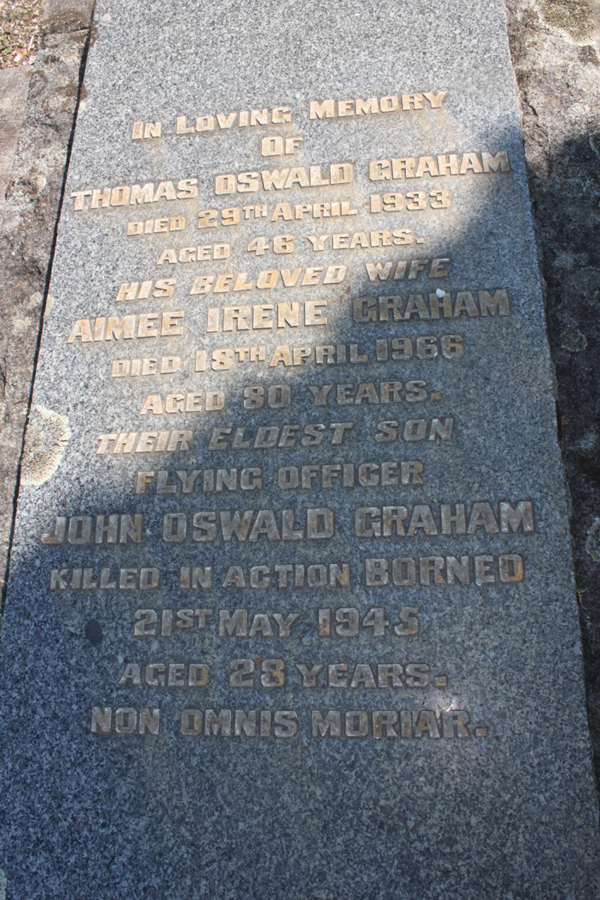 IN LOVING MEMORY
OF
THOMAS OSWALD GRAHAM
DIED 29TH APRIL 1933
AGED 46 YEARS.
HIS BELOVED WIFE
AIMEE IRENE GRAHAM
DIED 18TH APRIL 1966
AGED 80 YEARS.
THEIR ELDEST SON
FLYING OFFICER
JOHN OSWALD GRAHAM
KILLED IN ACTION BORNEO
21ST MAY 1945
AGED 28 YEARS.
NON OMNIS MORIAR.